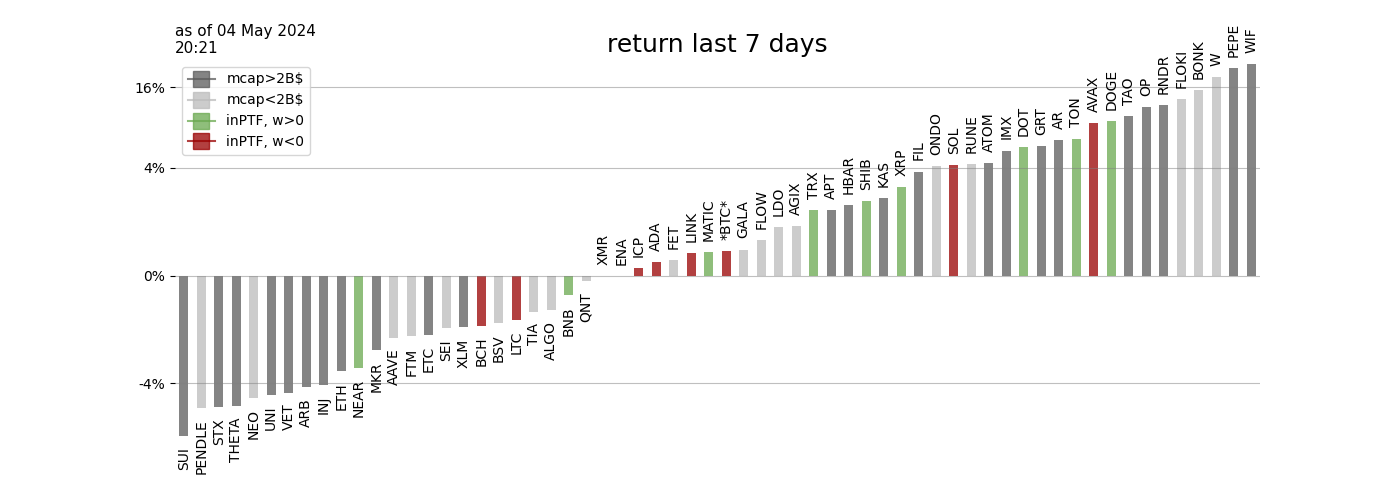 as of 04 May 2024
20:21
return last 7 days
mcap>2B$
mcap<2B$
inPTF, w>0
inPTF, w<0
16%
4%
0%
-4%
SUI
PENDLE
STX
THETA
NEO
UNI
VET
ARB
INJ
ETH
NEAR
MKR
AAVE
FTM
ETC
SEI
XLM
BCH
BSV
LTC
TIA
ALGO
BNB
QNT
XMR
ENA
ICP
ADA
FET
LINK
MATIC
*BTC*
GALA
FLOW
LDO
AGIX
TRX
APT
HBAR
SHIB
KAS
XRP
FIL
ONDO
SOL
RUNE
ATOM
IMX
DOT
GRT
AR
TON
AVAX
DOGE
TAO
OP
RNDR
FLOKI
BONK
W
PEPE
WIF